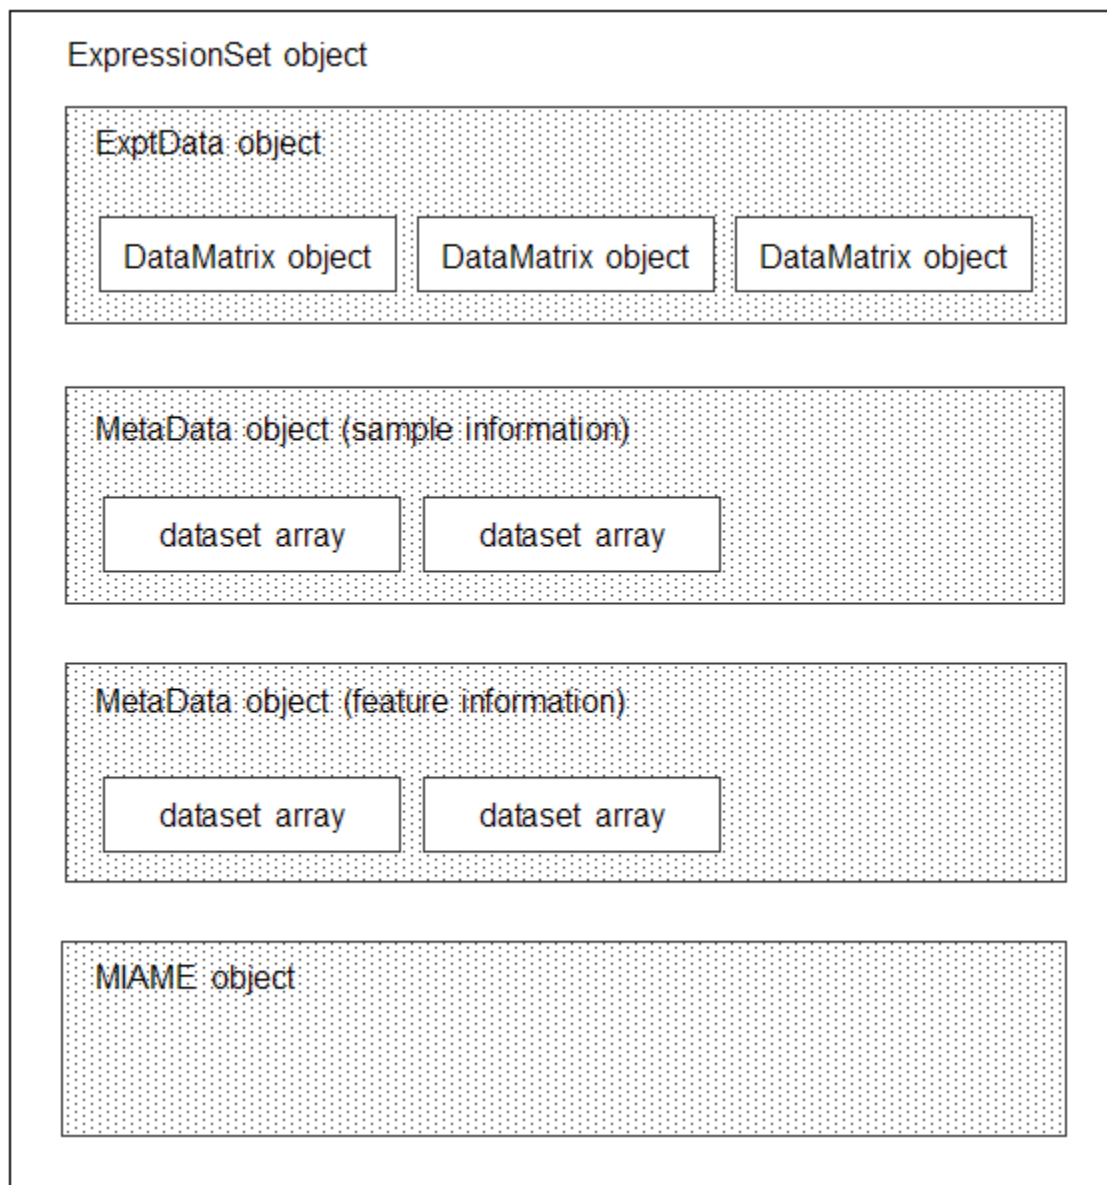 ExpressionSet object
ExptData object
DataMatrix object
DataMatrix object
DataMatrix object
MetaData object (sample information)
dataset array
dataset array
MetaData object (feature information)
dataset array
dataset array
MIAME object